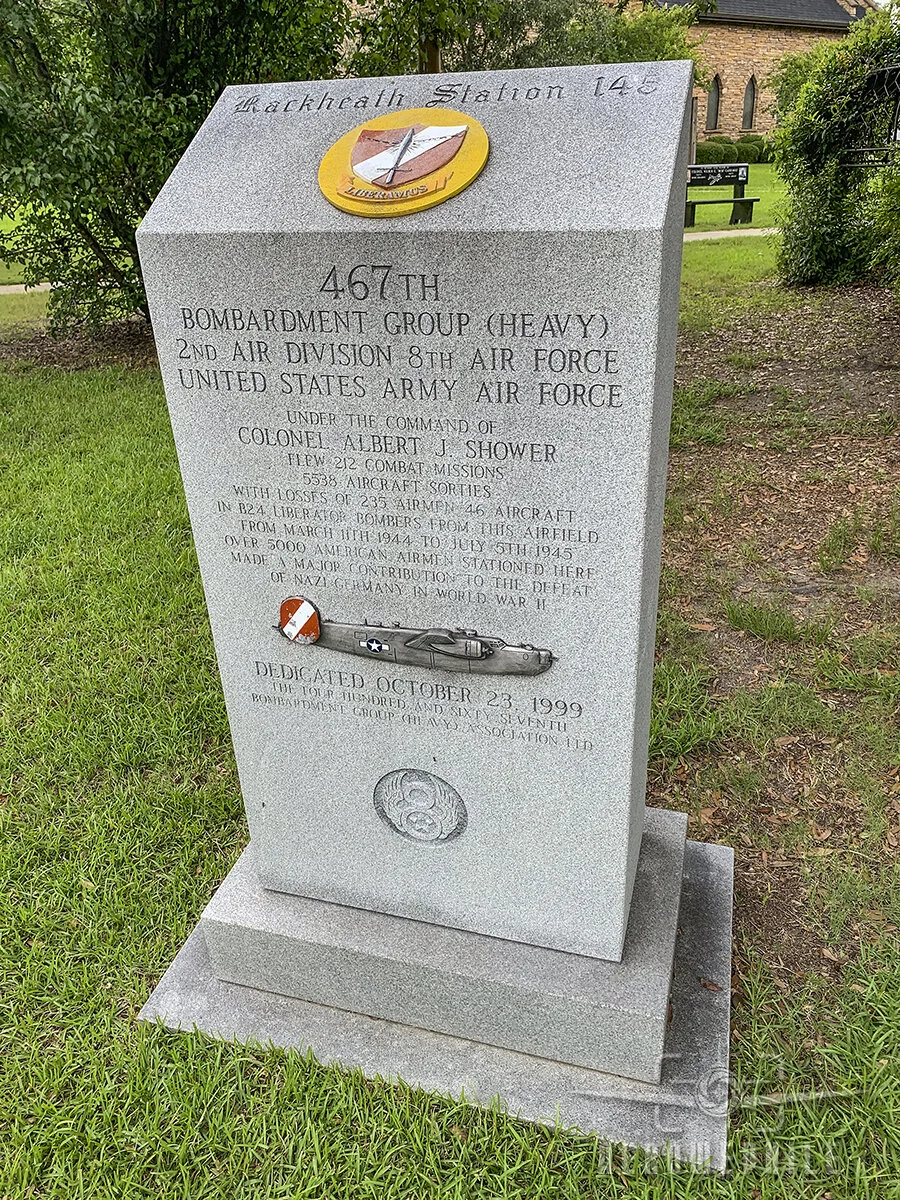 Rackheath Station 145
LIBERAMUS
467TH
BOMBARDMENT GROUP (HEAVY)
2ND AIR DIVISION 8TH AIR FORCE
UNITED STATES ARMY AIR FORCE
UNDER THE COMMAND OF
COLONEL ALBERT J. SHOWER
FLEW 212 COMBAT MISSIONS
5538 AIRCRAFT SORTIES
WITH LOSSES OF 235 AIRMEN 46 AIRCRAFT
IN B24 LIBERATOR BOMBERS FROM THIS AIRFIELD
FROM MARCH 11TH 1944 TO JULY 5TH 1945
OVER 5000 AMERICAN AIRMEN STATIONED HERE
MADE A MAJOR CONTRIBUTION TO THE DEFEAT
OF NAZI GERMANY IN WORLD WAR II
DEDICATED OCTOBER 23, 1999
THE FOUR HUNDRED AND SIXTY SEVENTH
BOMBARDMENT GROUP (HEAVY) ASSOCIATION LTD